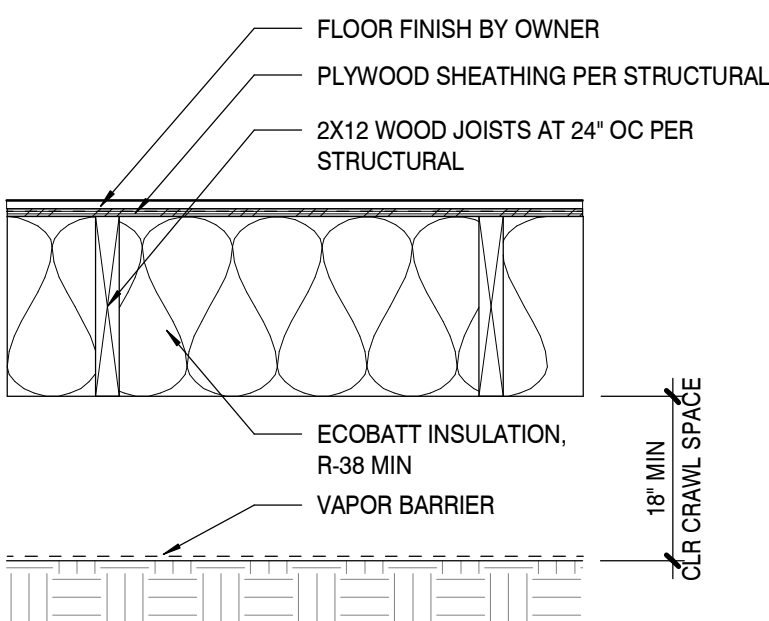 FLOOR FINISH BY OWNER
PLYWOOD SHEATHING PER STRUCTURAL
2X12 WOOD JOISTS AT 24" OC PER
STRUCTURAL
ECOBATT INSULATION,
R-38 MIN
VAPOR BARRIER
18" MIN
CLR CRAWL SPACE